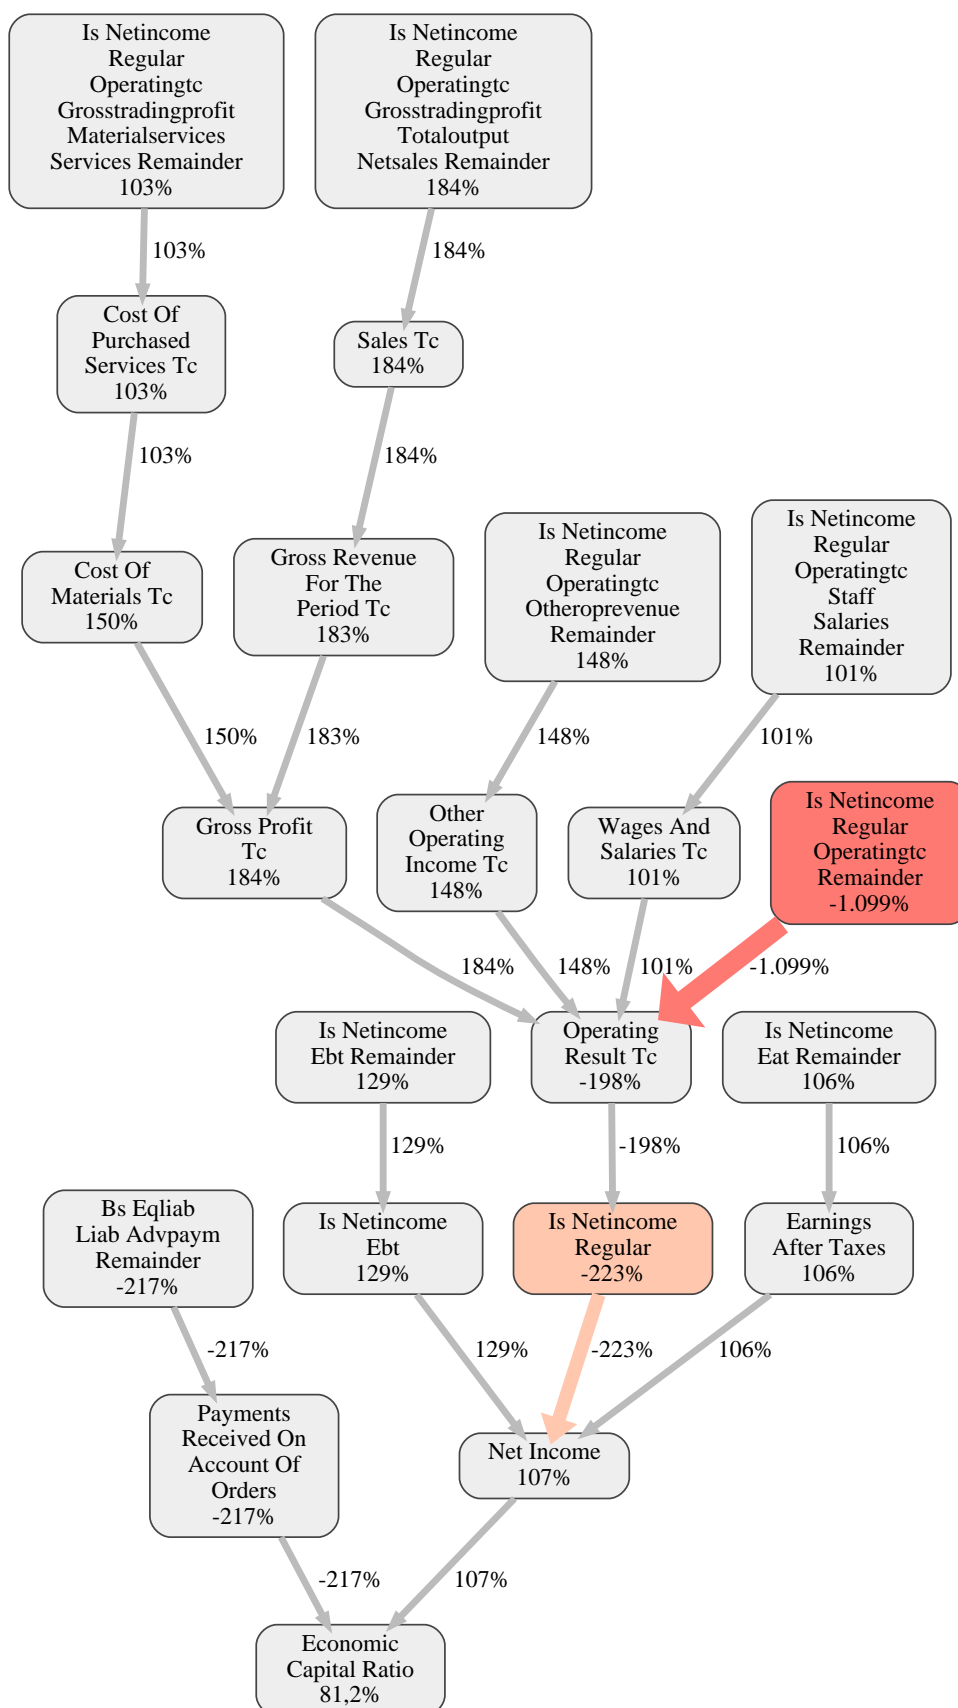 Is Netincome
Regular
Operatingtc
Grosstradingprofit
Materialservices
Services Remainder
103%
Is Netincome
Regular
Operatingtc
Grosstradingprofit
Totaloutput
Netsales Remainder
184%
103%
184%
Cost Of
Purchased
Services Tc
103%
Sales Tc
184%
103%
184%
Cost Of
Materials Tc
150%
Gross Revenue
For The
Period Tc
183%
Is Netincome
Regular
Operatingtc
Otheroprevenue
Remainder
148%
Is Netincome
Regular
Operatingtc
Staff
Salaries
Remainder
101%
150%
183%
148%
101%
Gross Profit
Tc
184%
Other
Operating
Income Tc
148%
Wages And
Salaries Tc
101%
Is Netincome
Regular
Operatingtc
Remainder
-1.099%
184%
148%
101%
-1.099%
Is Netincome
Ebt Remainder
129%
Operating
Result Tc
-198%
Is Netincome
Eat Remainder
106%
129%
-198%
106%
Bs Eqliab
Liab Advpaym
Remainder
-217%
Is Netincome
Ebt
129%
Is Netincome
Regular
-223%
Earnings
After Taxes
106%
-217%
129%
-223%
106%
Payments
Received On
Account Of
Orders
-217%
Net Income
107%
-217%
107%
Economic
Capital Ratio
81,2%